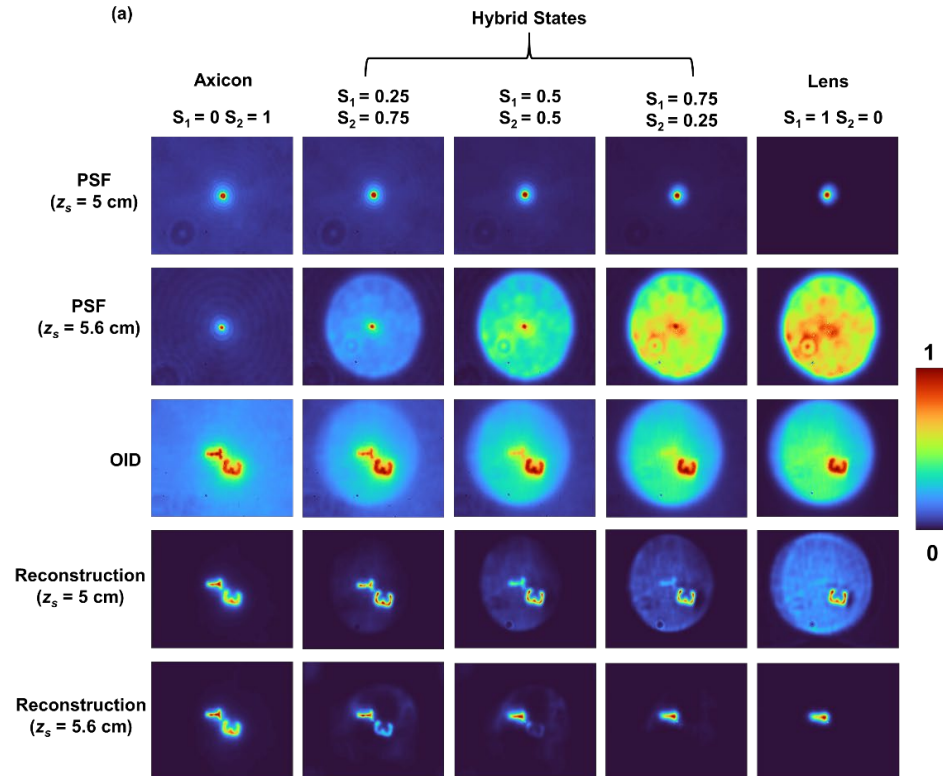 (a)
Hybrid States
Axicon
Lens
S₁ = 0 S₂ = 1
S₁ = 0.25
S₂ = 0.75
S₁ = 0.5
S₂ = 0.5
S₁ = 0.75
S₂ = 0.25
S₁ = 1 S₂ = 0
PSF
(zₛ = 5 cm)
PSF
(zₛ = 5.6 cm)
1
OID
0
Reconstruction
(zₛ = 5 cm)
Reconstruction
(zₛ = 5.6 cm)